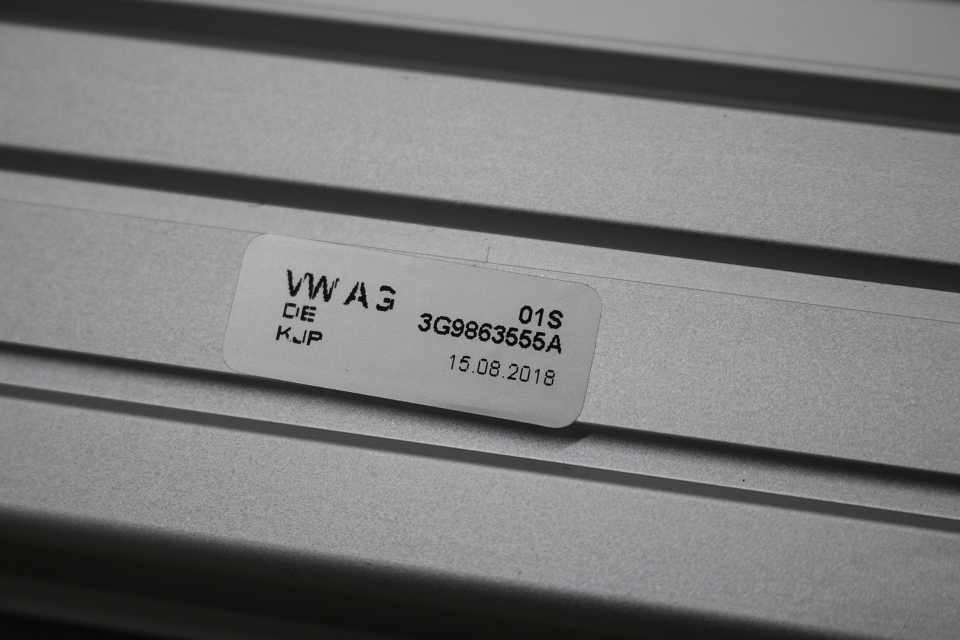 VW AG
DE
KJP
01S
3G9863555A
15.08.2018